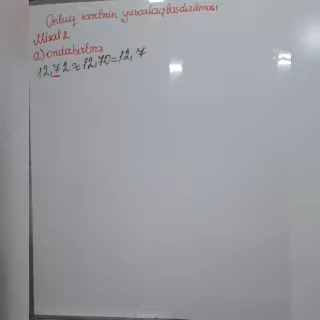 Onluq kəsrlərin yuvarlaqlaşdırılması
Misal 2
a) ondabirlərə
12,72≈12,70=12,7